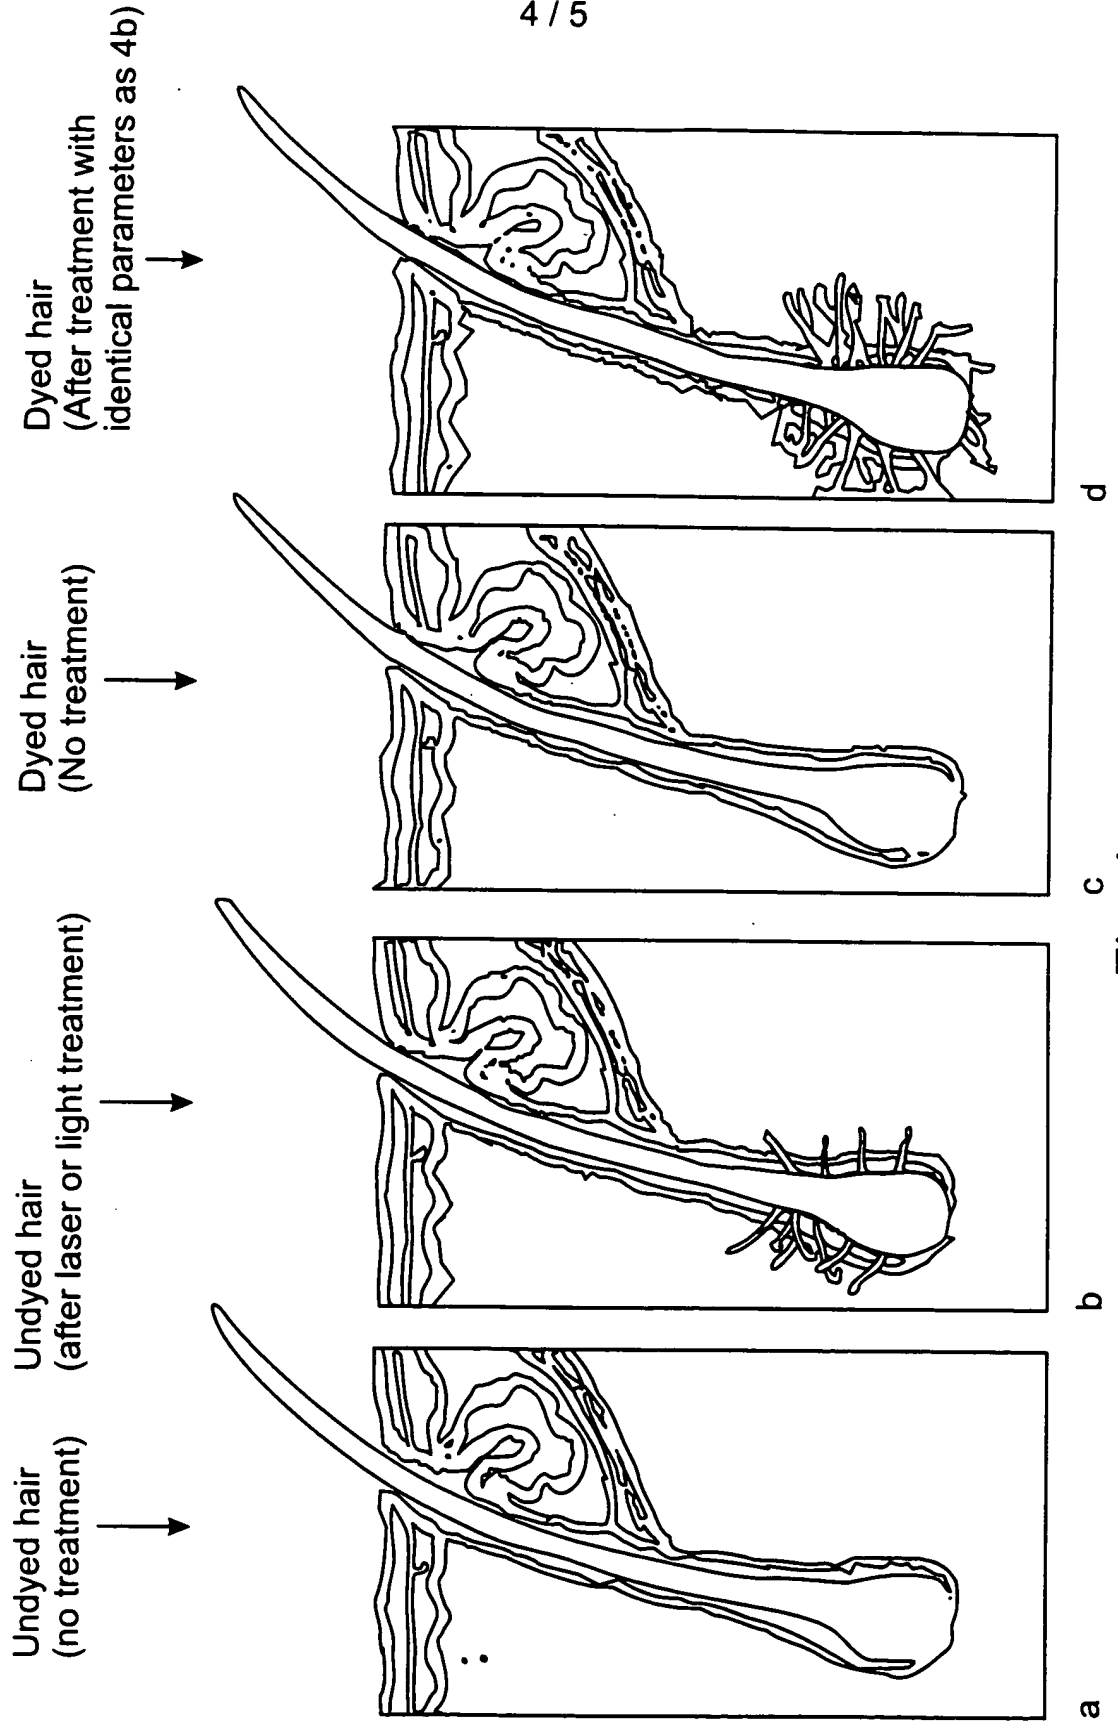 4 / 5
Undyed hair
(no treatment)
Undyed hair
(after laser or light treatment)
Dyed hair
(No treatment)
Dyed hair
(After treatment with
identical parameters as 4b)
a
b
c
d